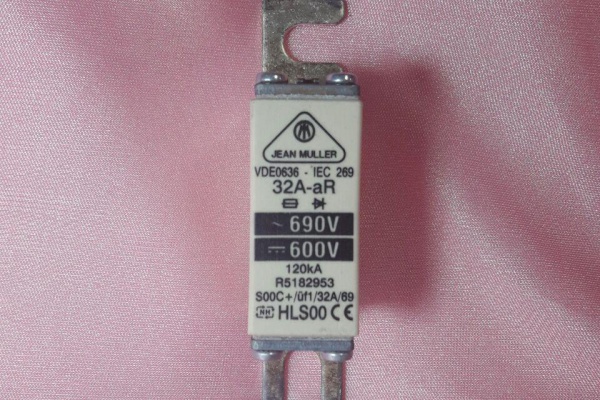 JEAN MULLER
VDE0636 - IEC 269
32A-aR
~ 690V
⎓ 600V
120kA
R5182953
S00C+/üf1/32A/69
HLS00 CE